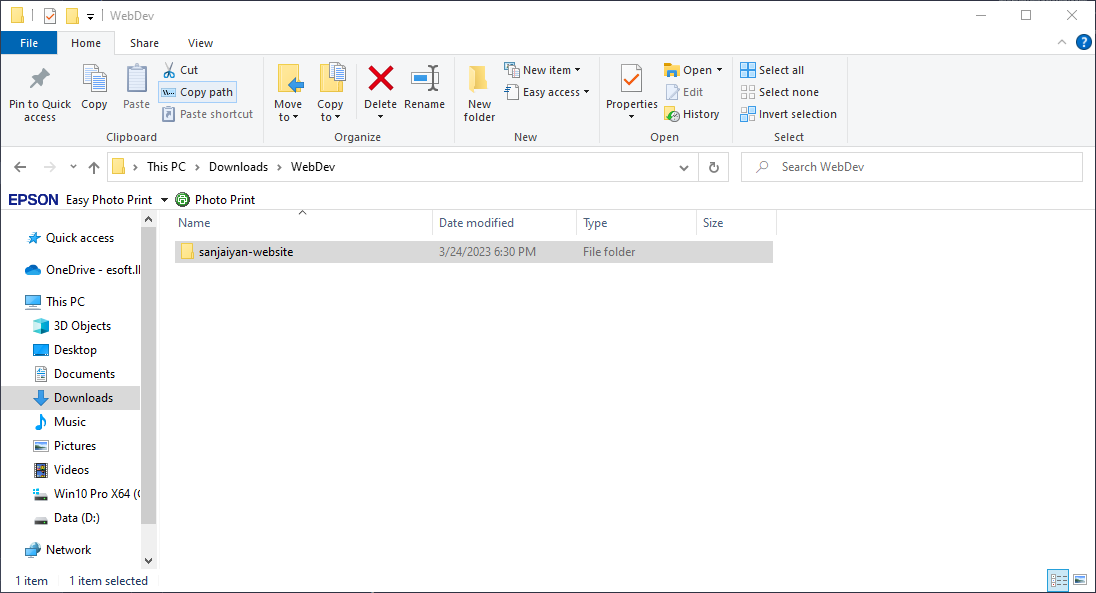 WebDev
File Home Share View
Pin to Quick access
Copy
Paste
Cut
Copy path
Paste shortcut
Clipboard
Move to
Copy to
Delete
Rename
Organize
New folder
New item
Easy access
New
Properties
Open
Edit
History
Open
Select all
Select none
Invert selection
Select
This PC > Downloads > WebDev
Search WebDev
EPSON Easy Photo Print Photo Print
Name Date modified Type Size
sanjaiyan-website 3/24/2023 6:30 PM File folder
Quick access
OneDrive - esoft.ll
This PC
3D Objects
Desktop
Documents
Downloads
Music
Pictures
Videos
Win10 Pro X64 (C
Data (D:)
Network
1 item 1 item selected